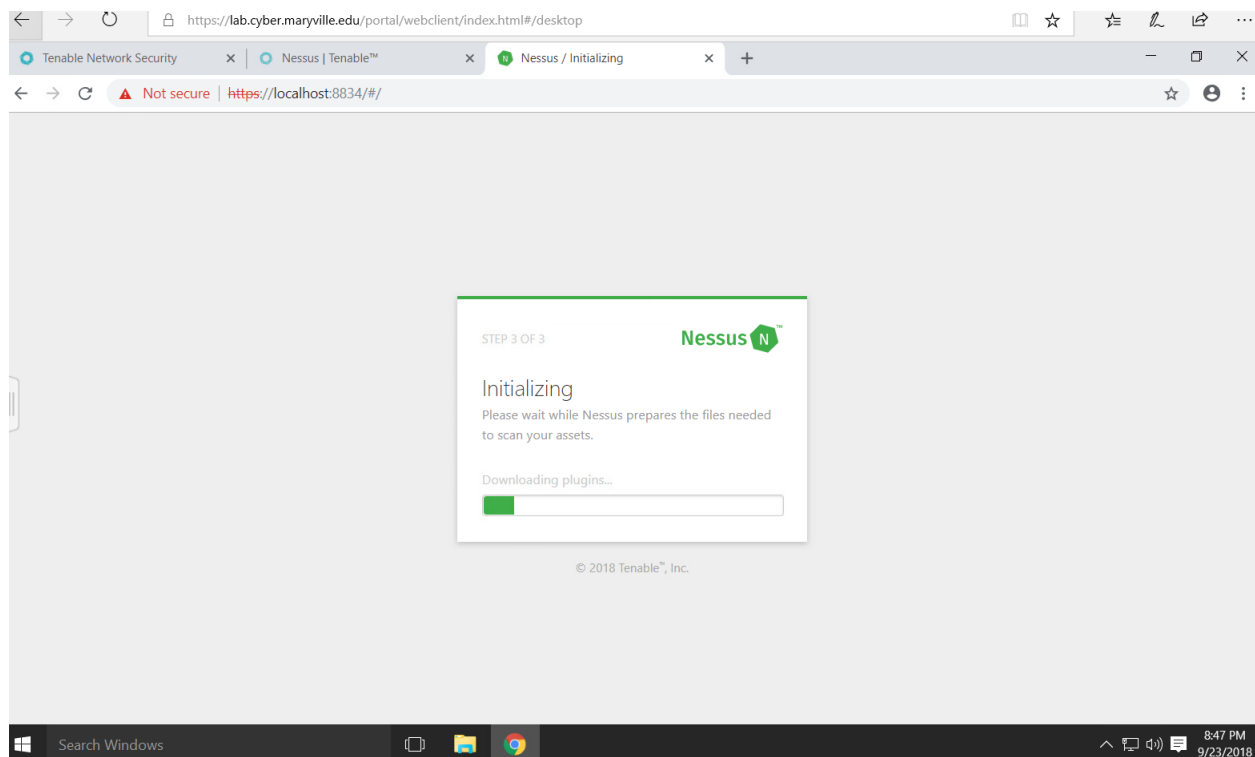 https://lab.cyber.maryville.edu/portal/webclient/index.html#/desktop
Tenable Network Security
Nessus | Tenable™
Nessus / Initializing
Not secure | https://localhost:8834/#/
STEP 3 OF 3
Nessus N™
Initializing
Please wait while Nessus prepares the files needed
to scan your assets.
Downloading plugins...
© 2018 Tenable™, Inc.
Search Windows
8:47 PM
9/23/2018